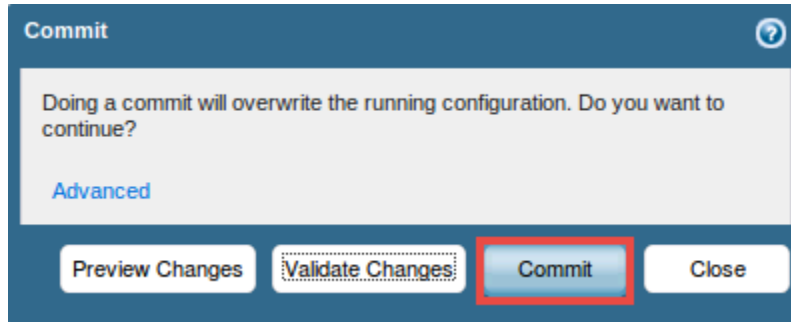 Commit
Doing a commit will overwrite the running configuration. Do you want to
continue?
Advanced
Preview Changes Validate Changes Commit Close